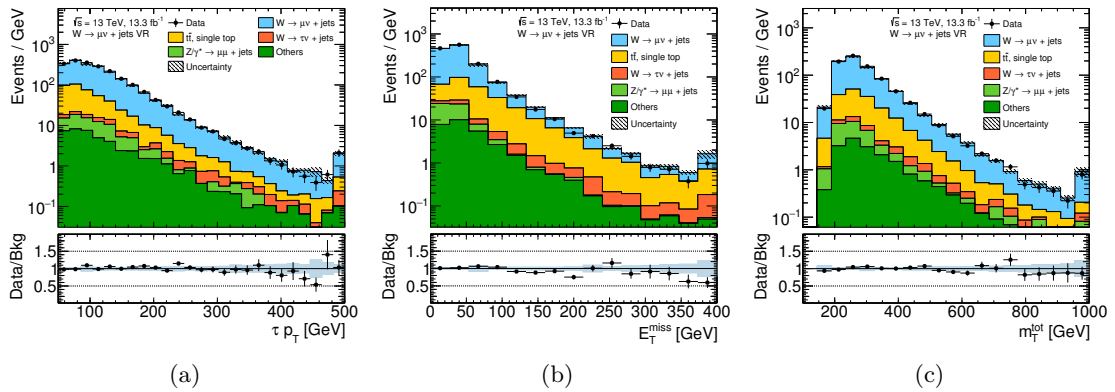 Events / GeV
10³
10²
10
1
10⁻¹
√s = 13 TeV, 13.3 fb⁻¹
W → μν + jets VR
Data
W → μν + jets
tt̄, single top
W → τν + jets
Z/γ* → μμ + jets
Others
Uncertainty
Data/Bkg
1.5
1
0.5
100 200 300 400 500
τ p_T [GeV]
(a)
Events / GeV
10³
10²
10
1
10⁻¹
√s = 13 TeV, 13.3 fb⁻¹
W → μν + jets VR
Data
W → μν + jets
tt̄, single top
W → τν + jets
Z/γ* → μμ + jets
Others
Uncertainty
Data/Bkg
1.5
1
0.5
0 50 100 150 200 250 300 350 400
E_T^miss [GeV]
(b)
Events / GeV
10³
10²
10
1
10⁻¹
√s = 13 TeV, 13.3 fb⁻¹
W → μν + jets VR
Data
W → μν + jets
tt̄, single top
W → τν + jets
Z/γ* → μμ + jets
Others
Uncertainty
Data/Bkg
1.5
1
0.5
200 400 600 800 1000
m_T^tot [GeV]
(c)